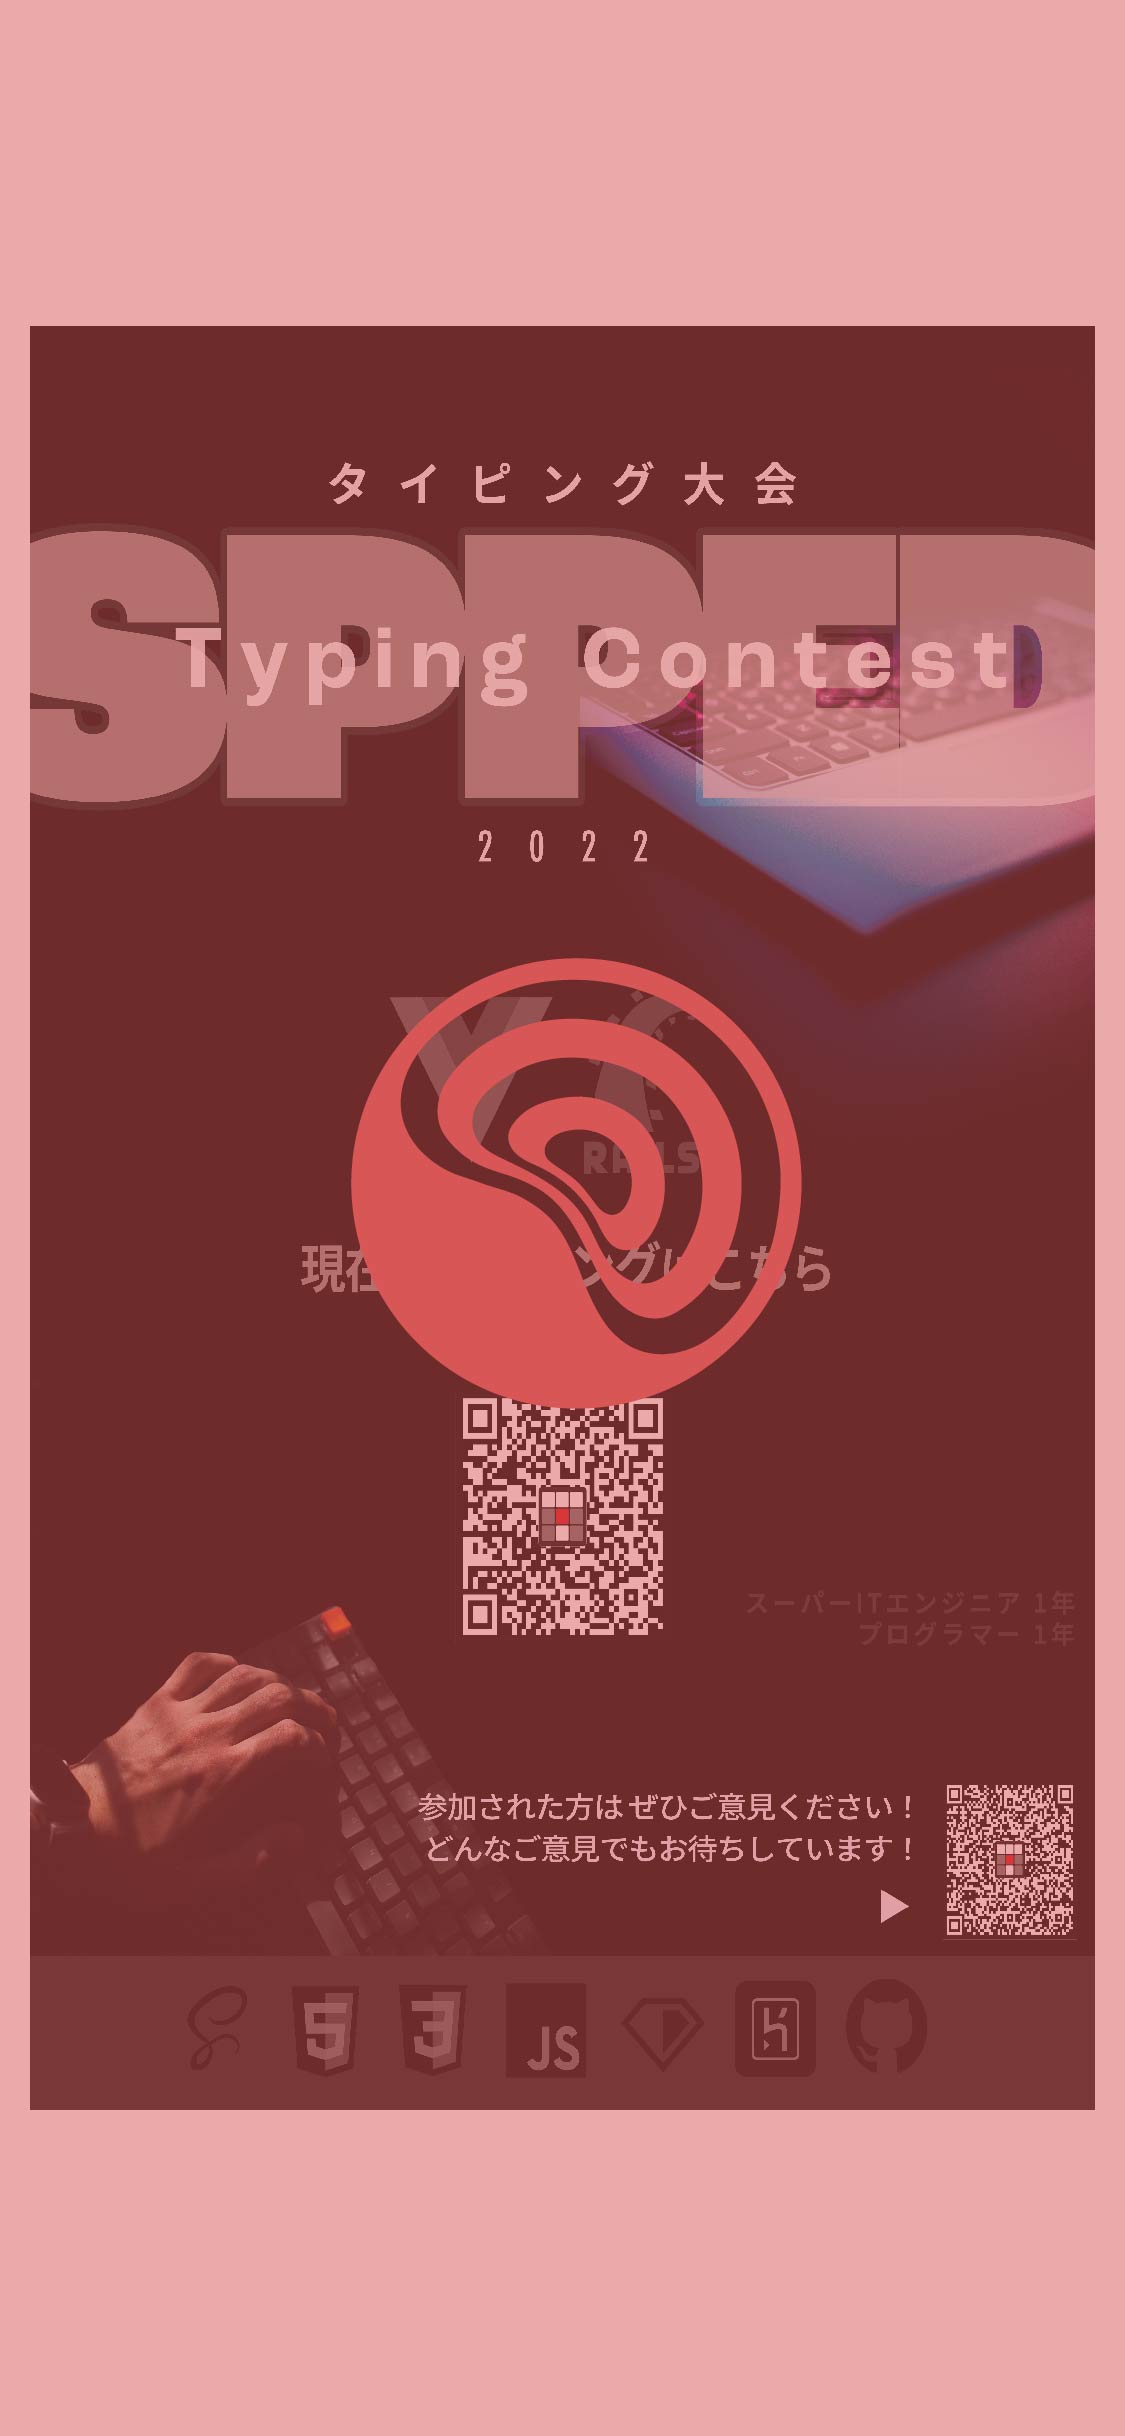 タイピング大会
SPPED
Typing Contest
2022
RAILS
現在 ングはこちら
スーパーITエンジニア 1年
プログラマー 1年
参加された方は ぜひご意見ください！
どんなご意見でもお待ちしています！
5 3 JS